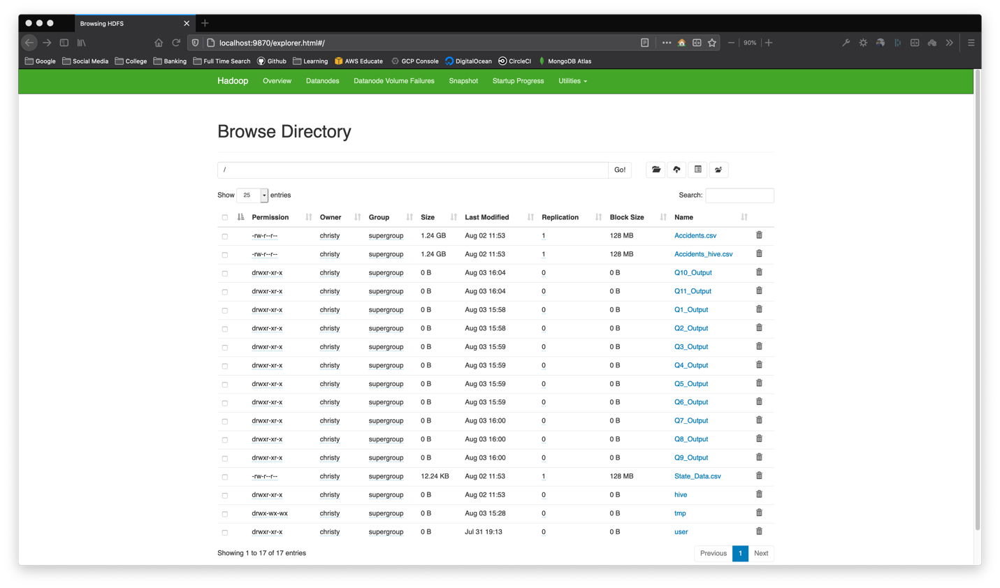 Browsing HDFS
localhost:9870/explorer.html#/
90%
Google Social Media College Banking Full Time Search Github Learning AWS Educate GCP Console DigitalOcean CircleCI MongoDB Atlas
Hadoop Overview Datanodes Datanode Volume Failures Snapshot Startup Progress Utilities
Browse Directory
/ Go!
Show 25 entries Search:
Permission Owner Group Size Last Modified Replication Block Size Name
-rw-r--r-- christy supergroup 1.24 GB Aug 02 11:53 1 128 MB Accidents.csv
-rw-r--r-- christy supergroup 1.24 GB Aug 02 11:53 1 128 MB Accidents_hive.csv
drwxr-xr-x christy supergroup 0 B Aug 03 16:04 0 0 B Q10_Output
drwxr-xr-x christy supergroup 0 B Aug 03 16:04 0 0 B Q11_Output
drwxr-xr-x christy supergroup 0 B Aug 03 15:58 0 0 B Q1_Output
drwxr-xr-x christy supergroup 0 B Aug 03 15:58 0 0 B Q2_Output
drwxr-xr-x christy supergroup 0 B Aug 03 15:59 0 0 B Q3_Output
drwxr-xr-x christy supergroup 0 B Aug 03 15:59 0 0 B Q4_Output
drwxr-xr-x christy supergroup 0 B Aug 03 15:59 0 0 B Q5_Output
drwxr-xr-x christy supergroup 0 B Aug 03 15:59 0 0 B Q6_Output
drwxr-xr-x christy supergroup 0 B Aug 03 16:00 0 0 B Q7_Output
drwxr-xr-x christy supergroup 0 B Aug 03 16:00 0 0 B Q8_Output
drwxr-xr-x christy supergroup 0 B Aug 03 16:00 0 0 B Q9_Output
-rw-r--r-- christy supergroup 12.24 KB Aug 02 11:53 1 128 MB State_Data.csv
drwxr-xr-x christy supergroup 0 B Aug 02 11:53 0 0 B hive
drwx-wx-wx christy supergroup 0 B Aug 03 15:28 0 0 B tmp
drwxr-xr-x christy supergroup 0 B Jul 31 19:13 0 0 B user
Showing 1 to 17 of 17 entries Previous 1 Next